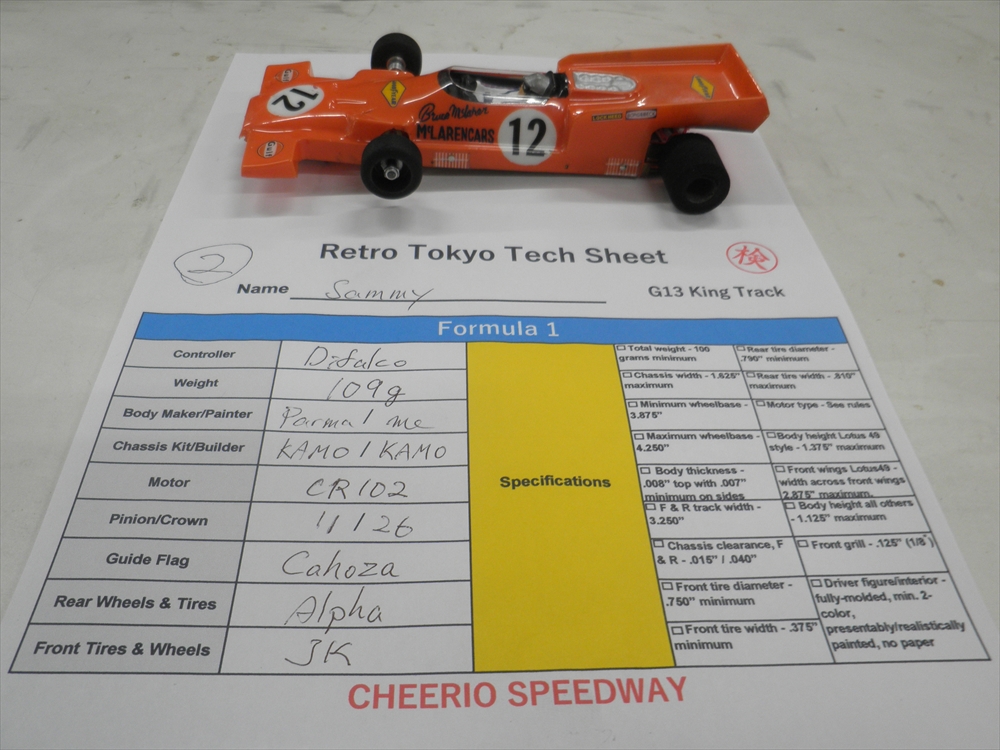 12
GOODYEAR
Gulf
Bruce McLaren
McLARENCARS
12
GOODYEAR
2
Retro Tokyo Tech Sheet
検
Name Sammy
G13 King Track
Formula 1
Controller Difalco
Weight 109g
Body Maker/Painter Parma / me
Chassis Kit/Builder KAMO / KAMO
Motor CR102
Pinion/Crown 11/26
Guide Flag Cahoza
Rear Wheels & Tires Alpha
Front Tires & Wheels JK
Specifications
Total weight - 100
grams minimum
Rear tire diameter -
.790" minimum
Chassis width - 1.625"
maximum
Rear tire width - .810"
maximum
Minimum wheelbase -
3.875"
Motor type - See rules
Maximum wheelbase -
4.250"
Body height Lotus 49
style - 1.375" maximum
Body thickness -
.008" top with .007"
minimum on sides
Front wings Lotus49 -
width across front wings
2.875" maximum.
F & R track width -
3.250"
Body height all others
- 1.125" maximum
Chassis clearance, F
& R - .015" / .040"
Front grill - .125" (1/8")
Front tire diameter -
.750" minimum
Driver figure/interior -
fully-molded, min. 2-
color,
presentably/realistically
painted, no paper
Front tire width - .375"
minimum
CHEERIO SPEEDWAY